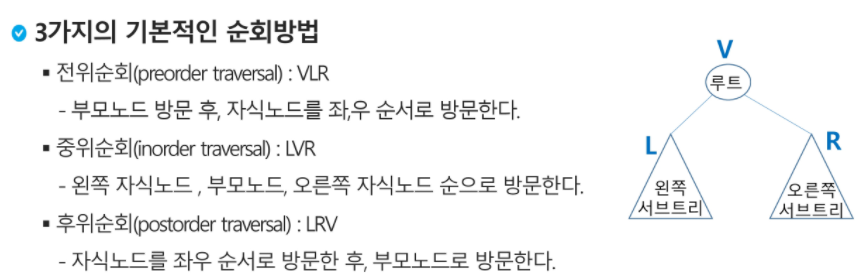 3가지의 기본적인 순회방법
▪ 전위순회(preorder traversal) : VLR
- 부모노드 방문 후, 자식노드를 좌,우 순서로 방문한다.
▪ 중위순회(inorder traversal) : LVR
- 왼쪽 자식노드 , 부모노드, 오른쪽 자식노드 순으로 방문한다.
▪ 후위순회(postorder traversal) : LRV
- 자식노드를 좌우 순서로 방문한 후, 부모노드로 방문한다.
V
루트
L
R
왼쪽
서브트리
오른쪽
서브트리